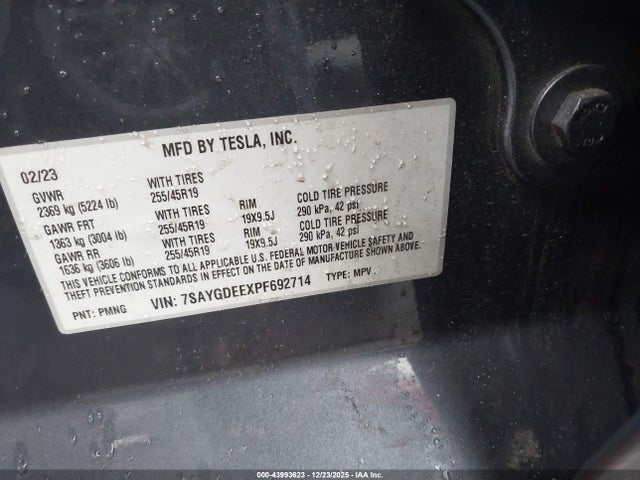 MFD BY TESLA, INC.
02/23
GVWR WITH TIRES
2369 kg (5224 lb) 255/45R19
GAWR FRT WITH TIRES RIM COLD TIRE PRESSURE
1363 kg (3004 lb) 255/45R19 19X9.5J 290 kPa, 42 psi
GAWR RR WITH TIRES RIM COLD TIRE PRESSURE
1636 kg (3606 lb) 255/45R19 19X9.5J 290 kPa, 42 psi
THIS VEHICLE CONFORMS TO ALL APPLICABLE U.S. FEDERAL MOTOR VEHICLE SAFETY AND
THEFT PREVENTION STANDARDS IN EFFECT ON THE DATE OF MANUFACTURE SHOWN ABOVE.
PNT: PMNG VIN: 7SAYGDEEXPF692714 TYPE: MPV
000-43993623 - 12/23/2025 - IAA Inc.